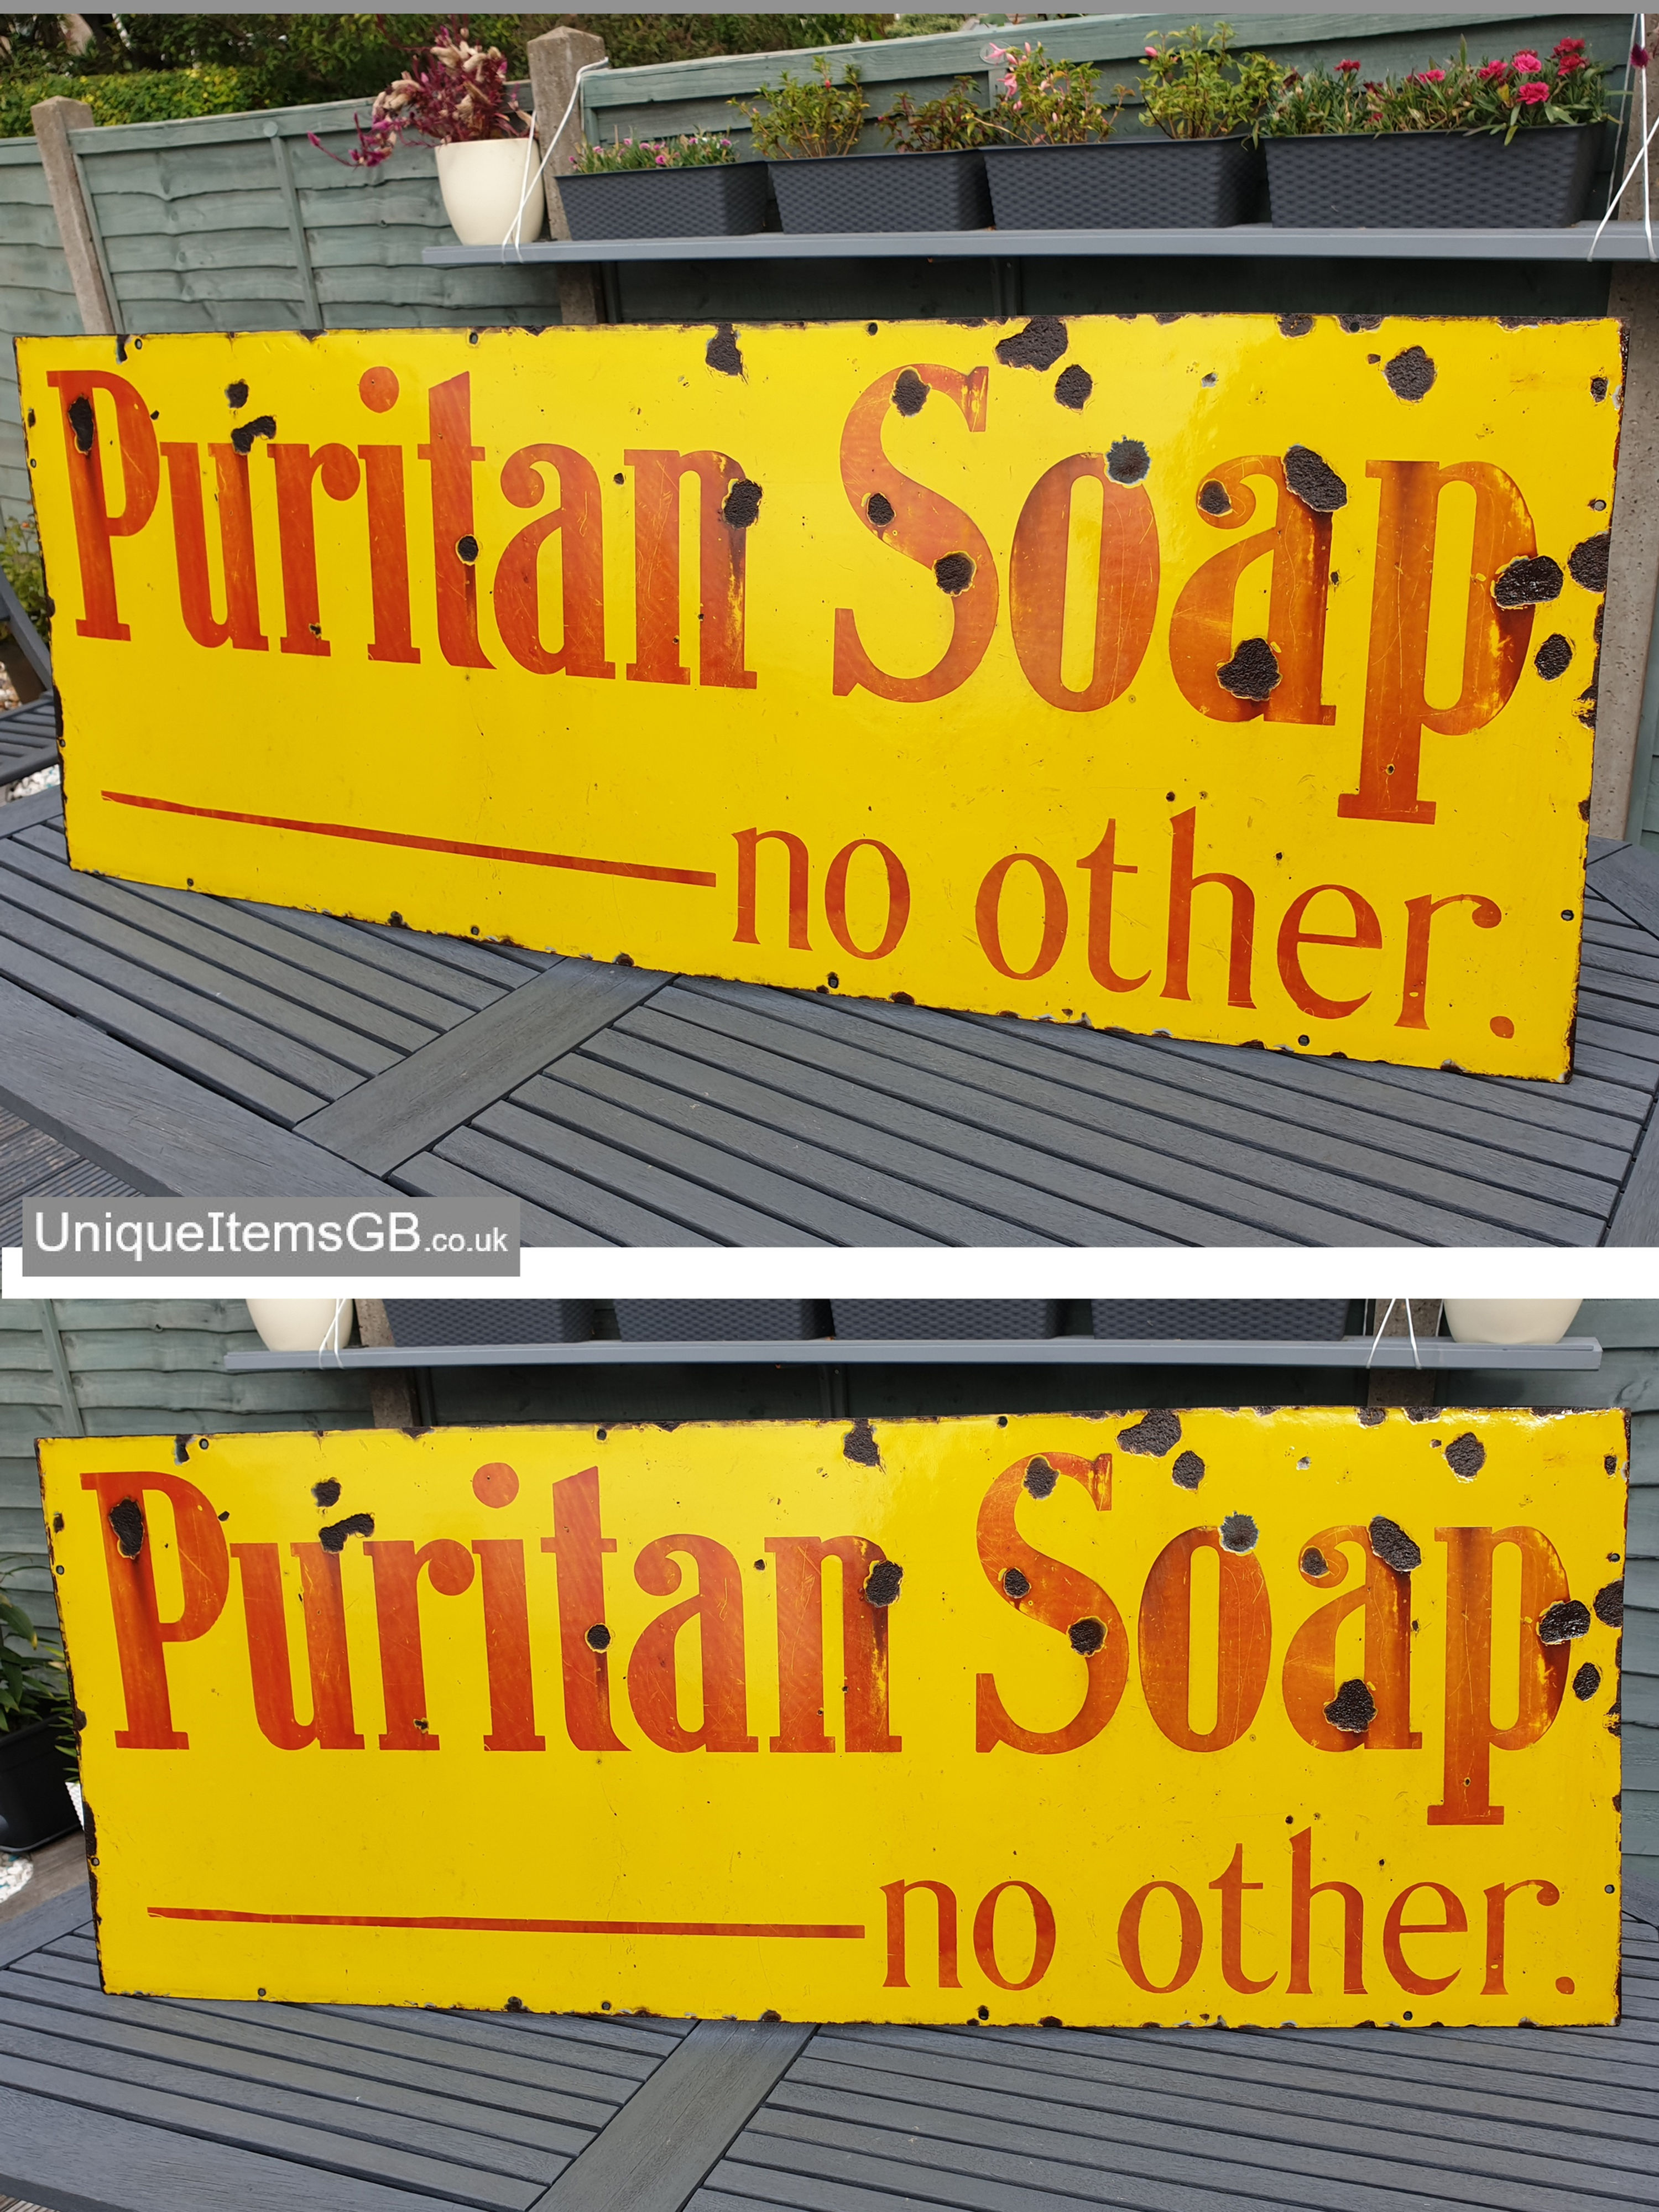 Puritan Soap
no other.
UniqueItemsGB.co.uk
Puritan Soap
no other.